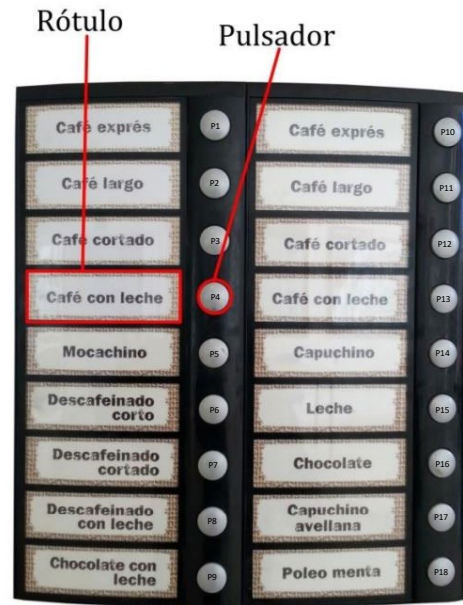 Rótulo
Pulsador
Café exprés
P1
Café largo
P2
Café cortado
P3
Café con leche
P4
Mocachino
P5
Descafeinado
corto
P6
Descafeinado
cortado
P7
Descafeinado
con leche
P8
Chocolate con
leche
P9
Café exprés
P10
Café largo
P11
Café cortado
P12
Café con leche
P13
Capuchino
P14
Leche
P15
Chocolate
P16
Capuchino
avellana
P17
Poleo menta
P18